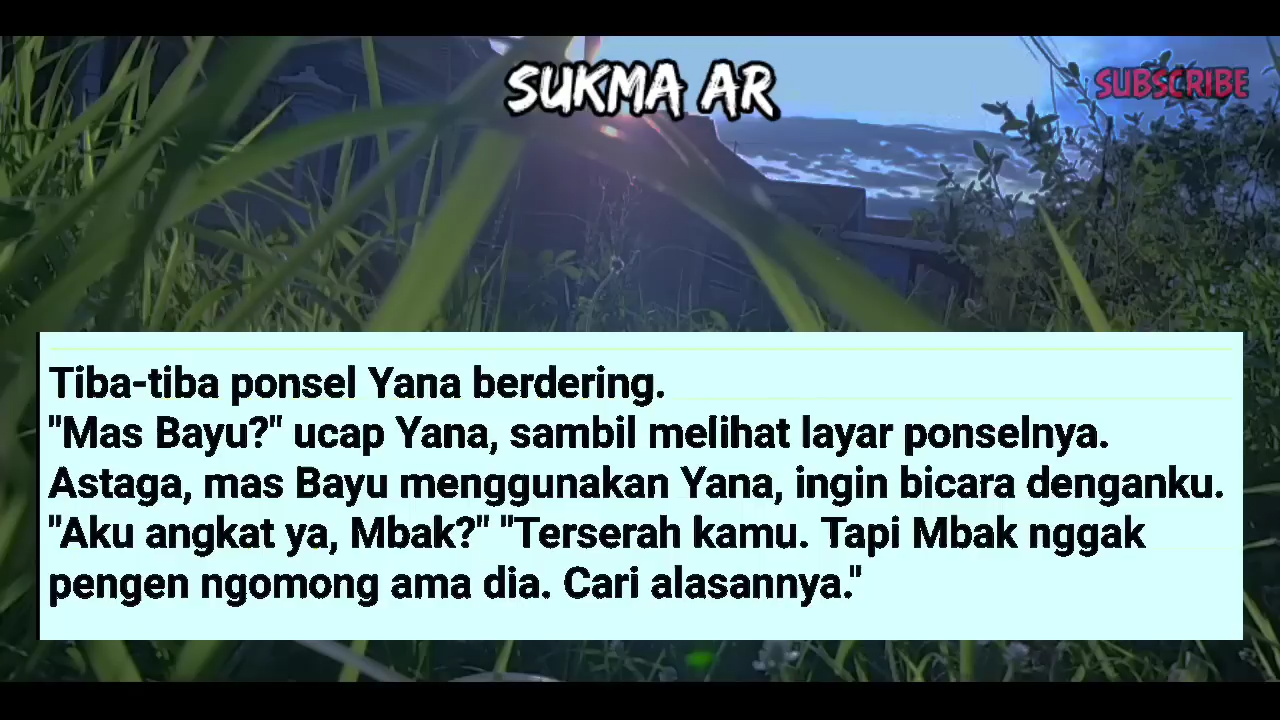 SUKMA AR
SUBSCRIBE
Tiba-tiba ponsel Yana berdering.
"Mas Bayu?" ucap Yana, sambil melihat layar ponselnya.
Astaga, mas Bayu menggunakan Yana, ingin bicara denganku.
"Aku angkat ya, Mbak?" "Terserah kamu. Tapi Mbak nggak
pengen ngomong ama dia. Cari alasannya."